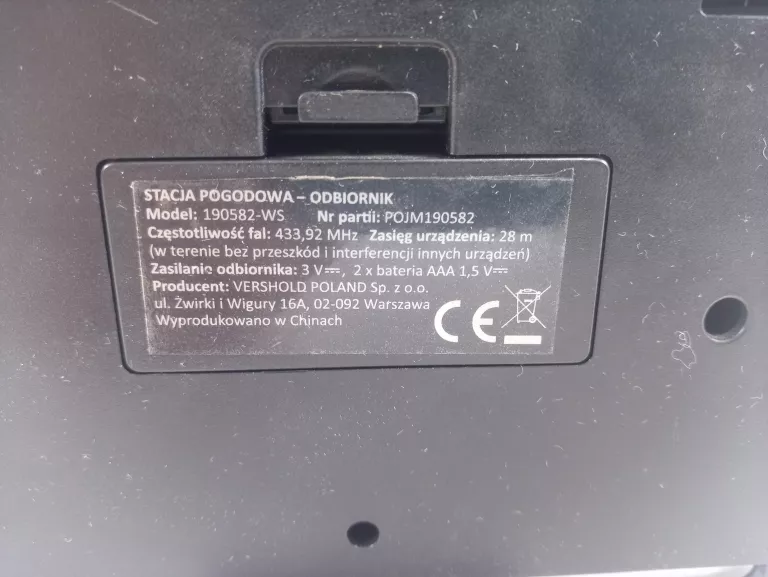 STACJA POGODOWA – ODBIORNIK
Model: 190582-WS Nr partii: POJM190582
Częstotliwość fal: 433,92 MHz Zasięg urządzenia: 28 m
(w terenie bez przeszkód i interferencji innych urządzeń)
Zasilanie odbiornika: 3 V⎓, 2 x bateria AAA 1,5 V⎓
Producent: VERSHOLD POLAND Sp. z o.o.
ul. Żwirki i Wigury 16A, 02-092 Warszawa
Wyprodukowano w Chinach
CE